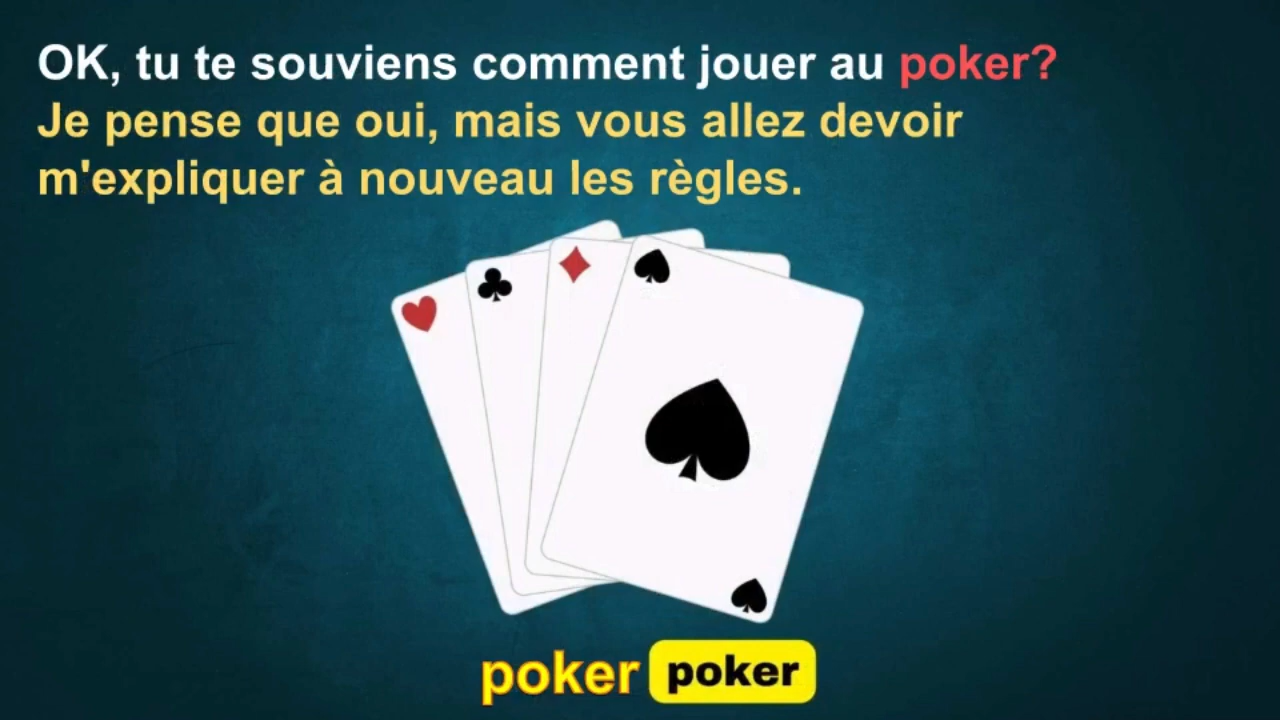 OK, tu te souviens comment jouer au poker?
Je pense que oui, mais vous allez devoir
m'expliquer à nouveau les règles.
poker poker